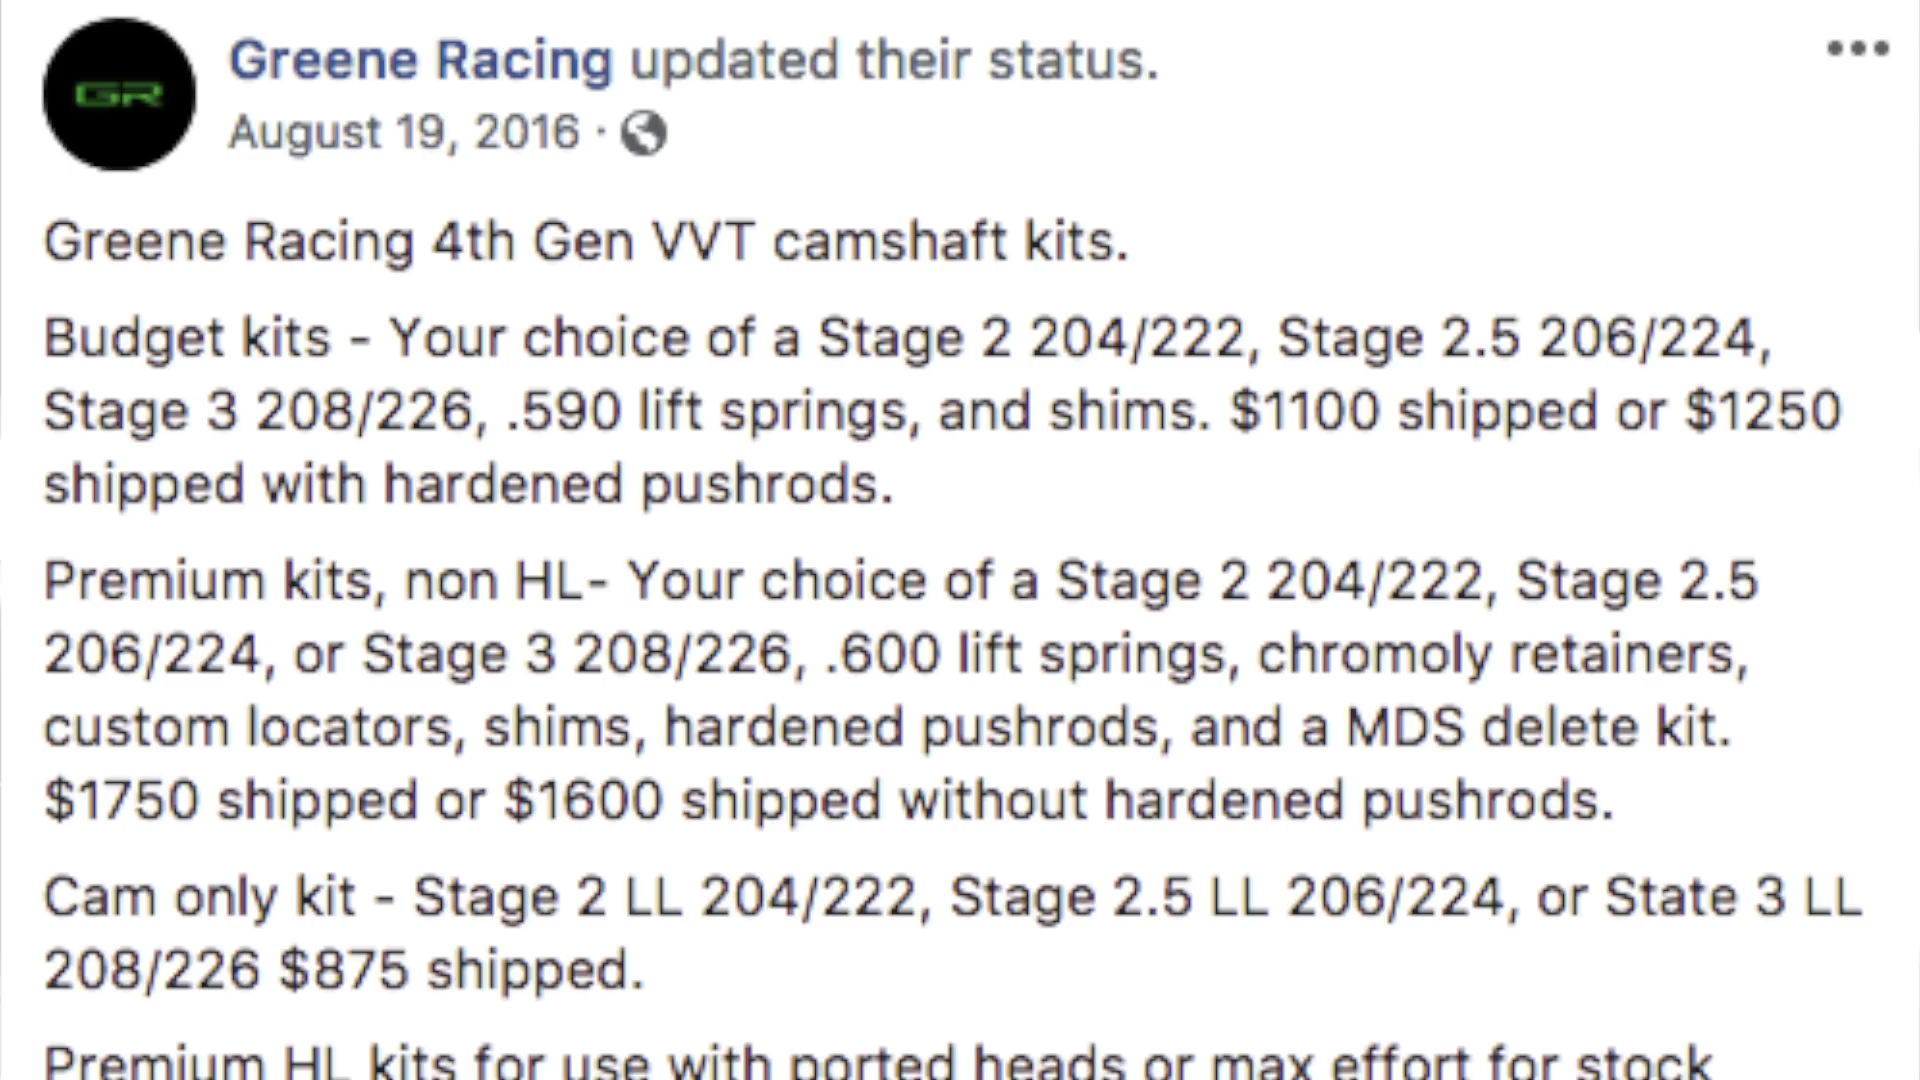 GR
Greene Racing updated their status.
August 19, 2016 ·
Greene Racing 4th Gen VVT camshaft kits.
Budget kits - Your choice of a Stage 2 204/222, Stage 2.5 206/224,
Stage 3 208/226, .590 lift springs, and shims. $1100 shipped or $1250
shipped with hardened pushrods.
Premium kits, non HL- Your choice of a Stage 2 204/222, Stage 2.5
206/224, or Stage 3 208/226, .600 lift springs, chromoly retainers,
custom locators, shims, hardened pushrods, and a MDS delete kit.
$1750 shipped or $1600 shipped without hardened pushrods.
Cam only kit - Stage 2 LL 204/222, Stage 2.5 LL 206/224, or State 3 LL
208/226 $875 shipped.
Premium HL kits for use with ported heads or max effort for stock